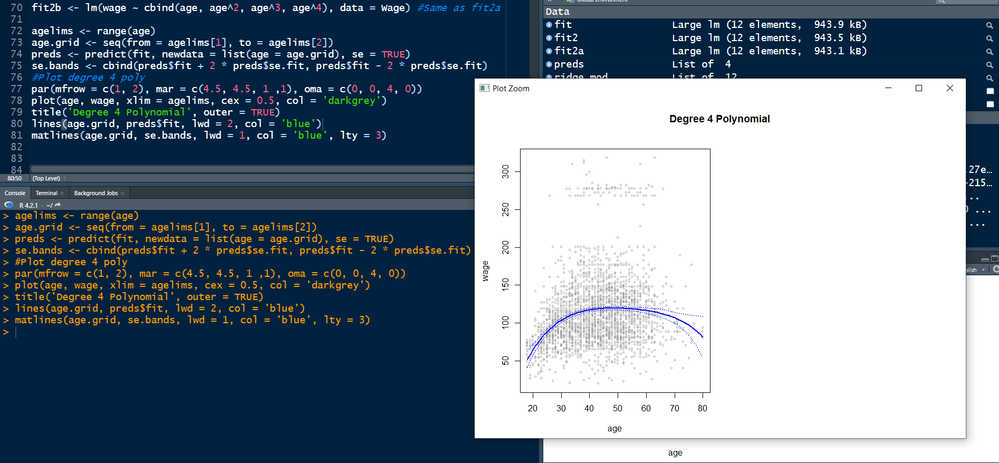 70 fit2b <- lm(wage ~ cbind(age, age^2, age^3, age^4), data = Wage) #Same as fit2a
71
72 agelims <- range(age)
73 age.grid <- seq(from = agelims[1], to = agelims[2])
74 preds <- predict(fit, newdata = list(age = age.grid), se = TRUE)
75 se.bands <- cbind(preds$fit + 2 * preds$se.fit, preds$fit - 2 * preds$se.fit)
76 #Plot degree 4 poly
77 par(mfrow = c(1, 2), mar = c(4.5, 4.5, 1 ,1), oma = c(0, 0, 4, 0))
78 plot(age, wage, xlim = agelims, cex = 0.5, col = 'darkgrey')
79 title('Degree 4 Polynomial', outer = TRUE)
80 lines(age.grid, preds$fit, lwd = 2, col = 'blue')
81 matlines(age.grid, se.bands, lwd = 1, col = 'blue', lty = 3)
82
83
84
80:50 (Top Level)
Console Terminal Background Jobs
R 4.2.1 · ~/
> agelims <- range(age)
> age.grid <- seq(from = agelims[1], to = agelims[2])
> preds <- predict(fit, newdata = list(age = age.grid), se = TRUE)
> se.bands <- cbind(preds$fit + 2 * preds$se.fit, preds$fit - 2 * preds$se.fit)
> #Plot degree 4 poly
> par(mfrow = c(1, 2), mar = c(4.5, 4.5, 1 ,1), oma = c(0, 0, 4, 0))
> plot(age, wage, xlim = agelims, cex = 0.5, col = 'darkgrey')
> title('Degree 4 Polynomial', outer = TRUE)
> lines(age.grid, preds$fit, lwd = 2, col = 'blue')
> matlines(age.grid, se.bands, lwd = 1, col = 'blue', lty = 3)
>
Global Environment
Data
fit Large lm (12 elements, 943.9 kB)
fit2 Large lm (12 elements, 943.5 kB)
fit2a Large lm (12 elements, 943.1 kB)
preds List of 4
ridge.mod List of 12
27e…
215…
...
) ...
...
blish
Plot Zoom
Degree 4 Polynomial
wage
300
250
200
150
100
50
20 30 40 50 60 70 80
age
age